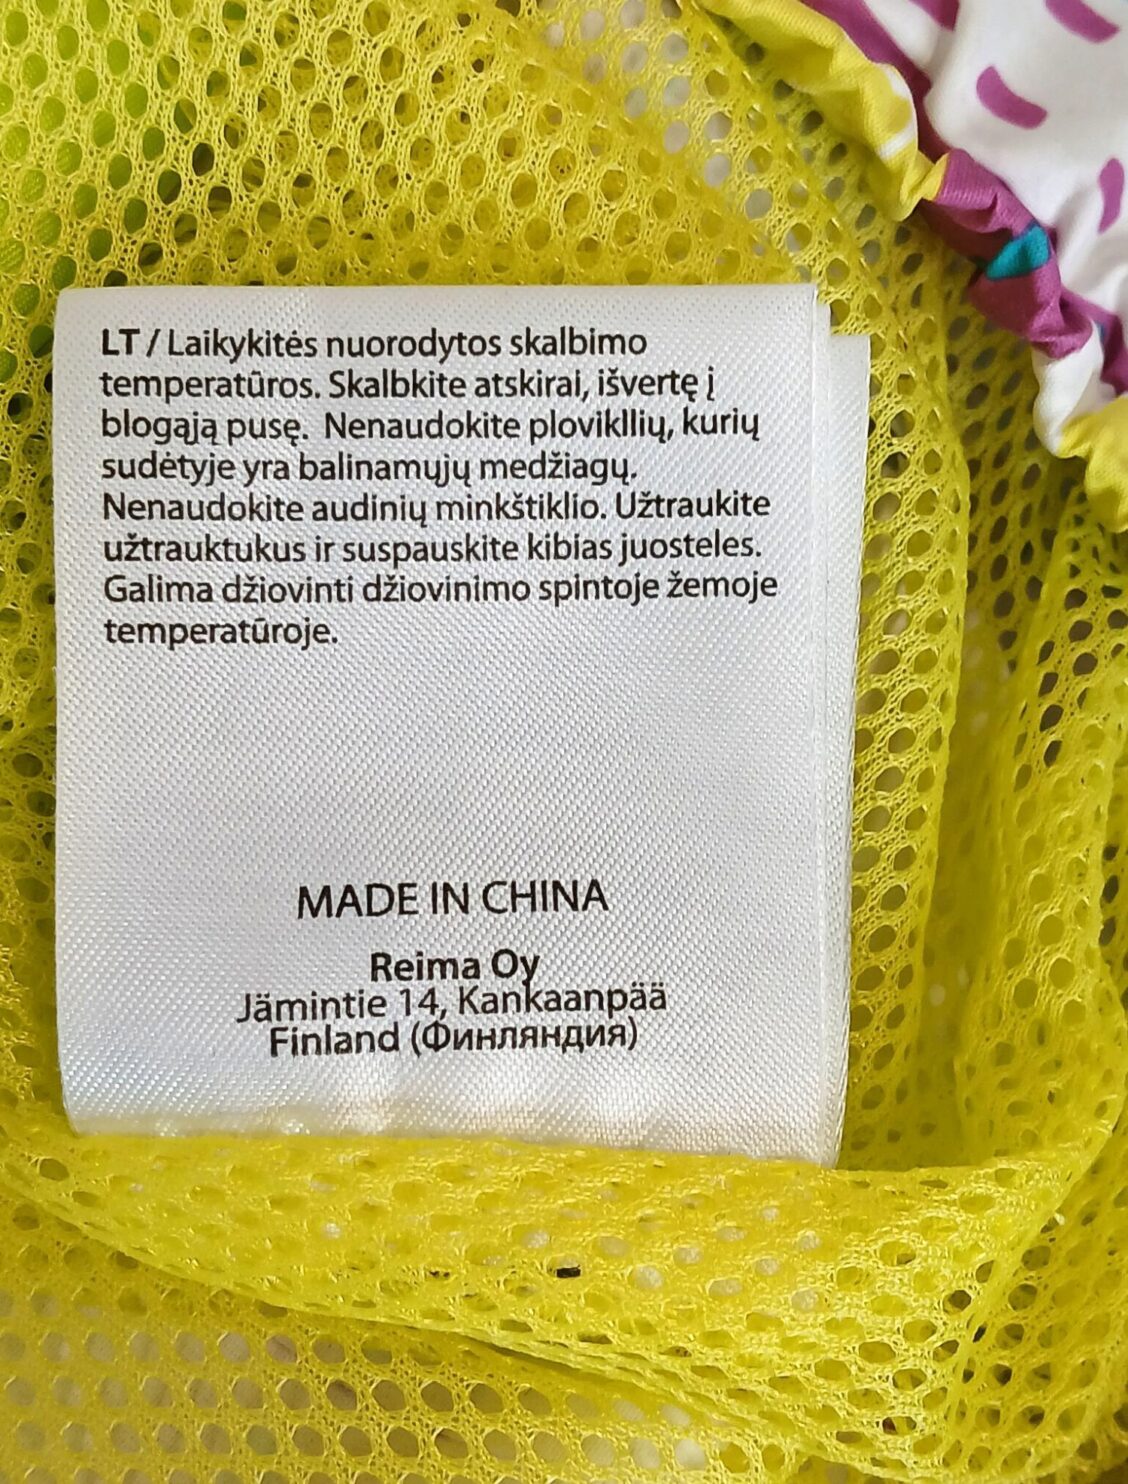 LT / Laikykitės nuorodytos skalbimo
temperatūros. Skalbkite atskirai, išvertę į
blogąją pusę. Nenaudokite plovikllių, kurių
sudėtyje yra balinamųjų medžiagų.
Nenaudokite audinių minkštiklio. Užtraukite
užtrauktukus ir suspauskite kibias juosteles.
Galima džiovinti džiovinimo spintoje žemoje
temperatūroje.
MADE IN CHINA
Reima Oy
Jämintie 14, Kankaanpää
Finland (Финляндия)